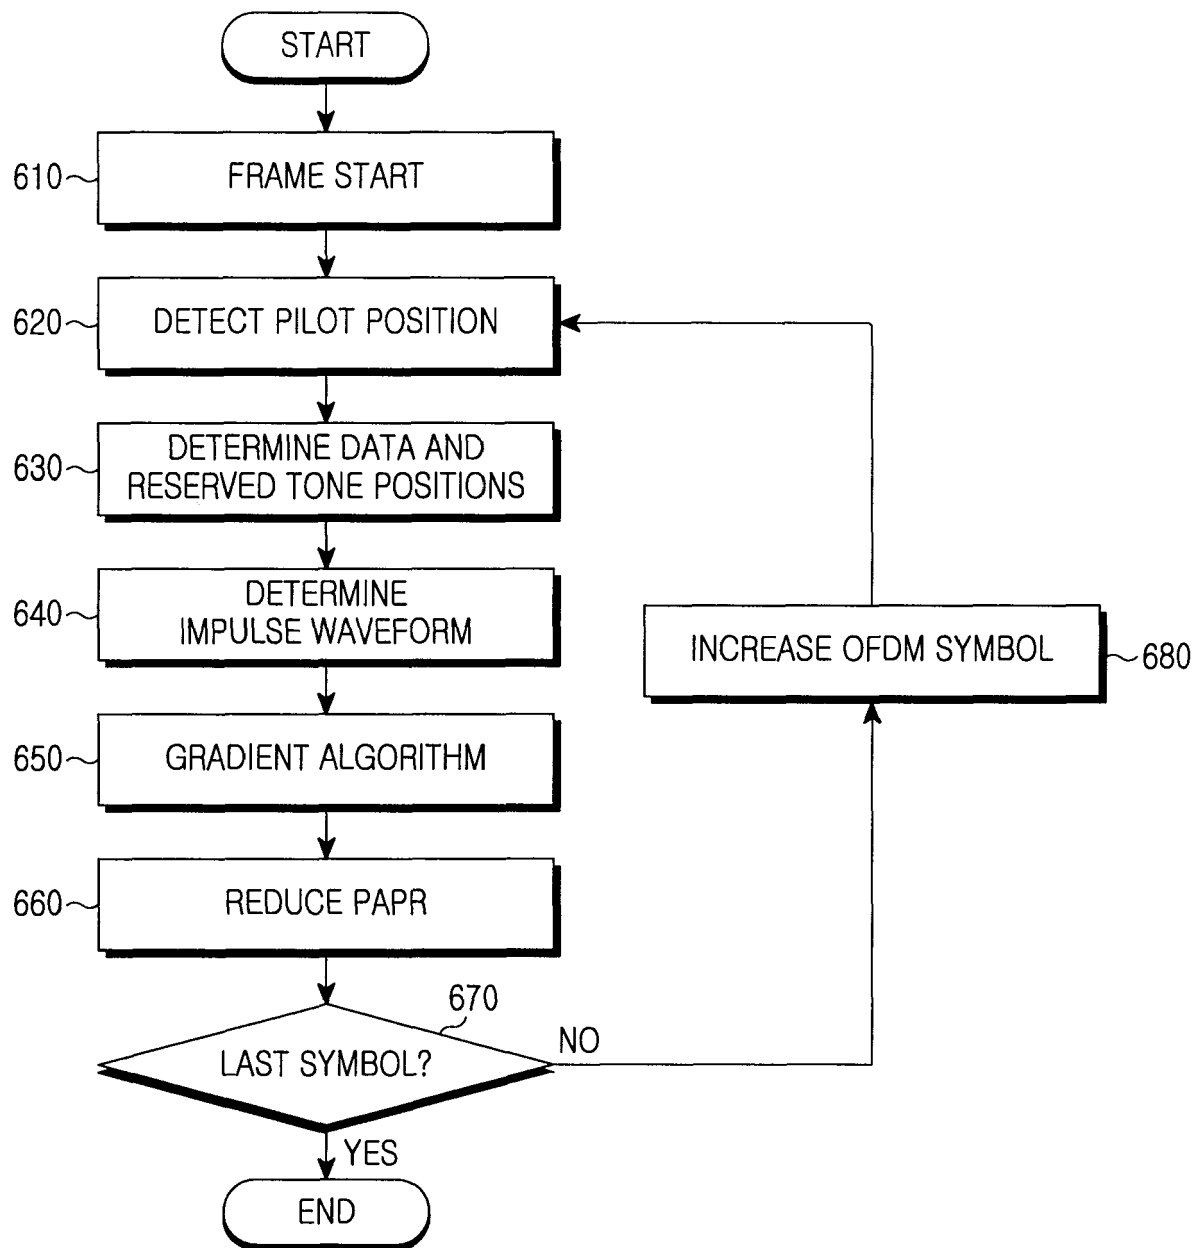 START
610
FRAME START
620
DETECT PILOT POSITION
630
DETERMINE DATA AND
RESERVED TONE POSITIONS
640
DETERMINE
IMPULSE WAVEFORM
INCREASE OFDM SYMBOL
680
650
GRADIENT ALGORITHM
660
REDUCE PAPR
670
LAST SYMBOL?
NO
YES
END